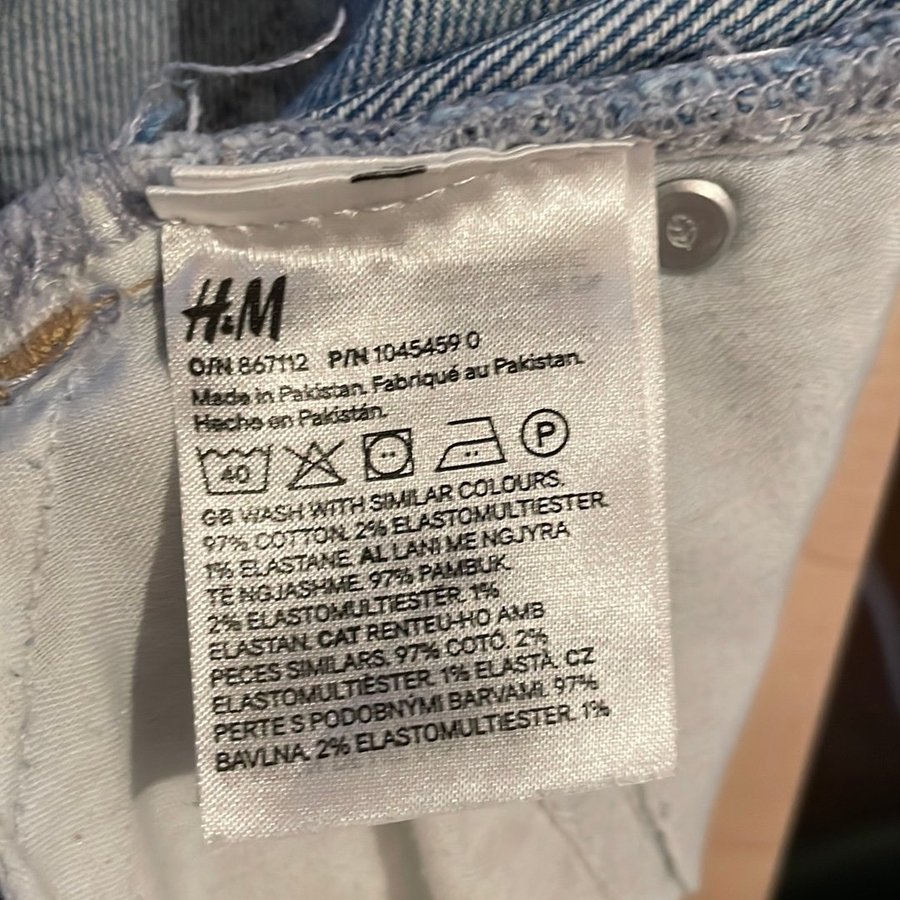 H&M
O/N 867112 P/N 1045459 0
Made in Pakistan. Fabriqué au Pakistan.
Hecho en Pakistán.
40 P
GB WASH WITH SIMILAR COLOURS.
97% COTTON. 2% ELASTOMULTIESTER.
1% ELASTANE. AL LANI ME NGJYRA
TË NGJASHME. 97% PAMBUK.
2% ELASTOMULTIESTER. 1%
ELASTAN. CAT RENTEU-HO AMB
PECES SIMILARS. 97% COTÓ. 2%
ELASTOMULTIÈSTER. 1% ELASTÀ. CZ
PERTE S PODOBNÝMI BARVAMI. 97%
BAVLNA. 2% ELASTOMULTIESTER. 1%